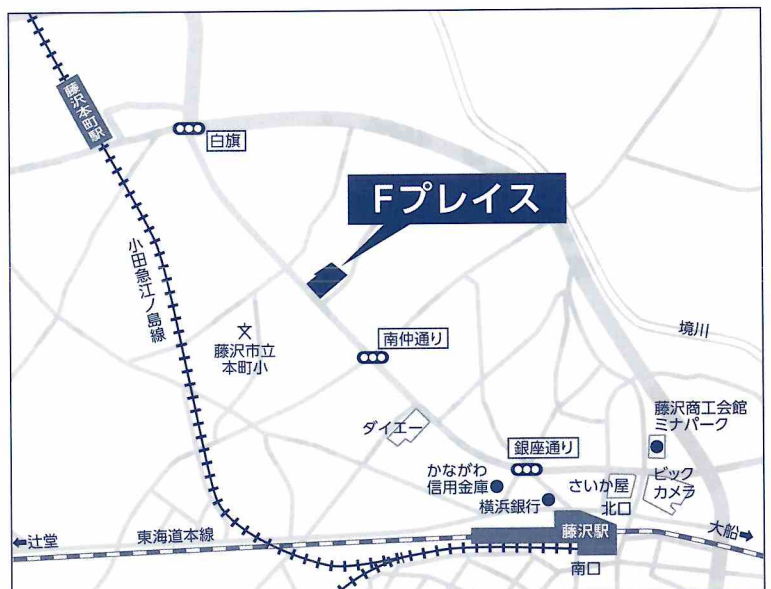 藤沢本町駅
白旗
Fプレイス
小田急江ノ島線
境川
南仲通り
藤沢市立
本町小
藤沢商工会館
ミナパーク
ダイエー
銀座通り
かながわ
信用金庫
さいか屋
ビック
カメラ
横浜銀行
北口
藤沢駅
大船
辻堂
東海道本線
南口